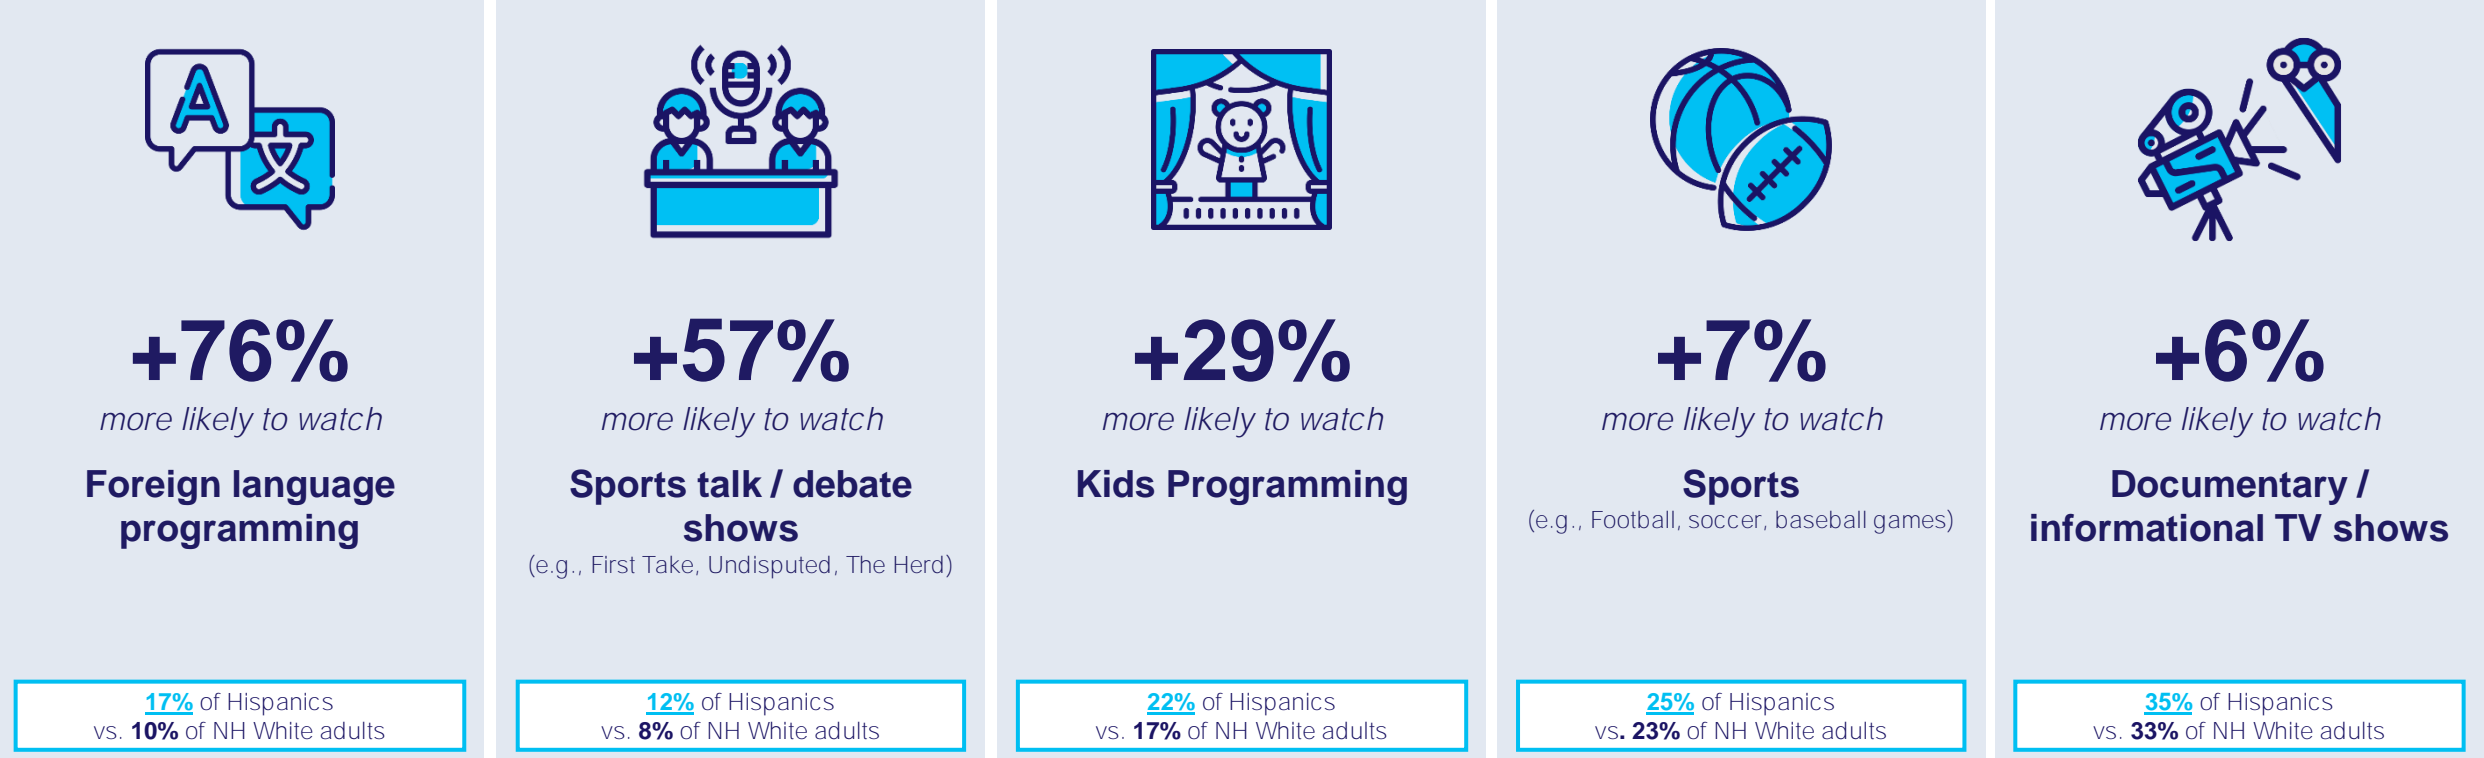 A
文
+76%
more likely to watch
Foreign language
programming
17% of Hispanics
vs. 10% of NH White adults
+57%
more likely to watch
Sports talk / debate
shows
(e.g., First Take, Undisputed, The Herd)
12% of Hispanics
vs. 8% of NH White adults
+29%
more likely to watch
Kids Programming
22% of Hispanics
vs. 17% of NH White adults
+7%
more likely to watch
Sports
(e.g., Football, soccer, baseball games)
25% of Hispanics
vs. 23% of NH White adults
+6%
more likely to watch
Documentary /
informational TV shows
35% of Hispanics
vs. 33% of NH White adults